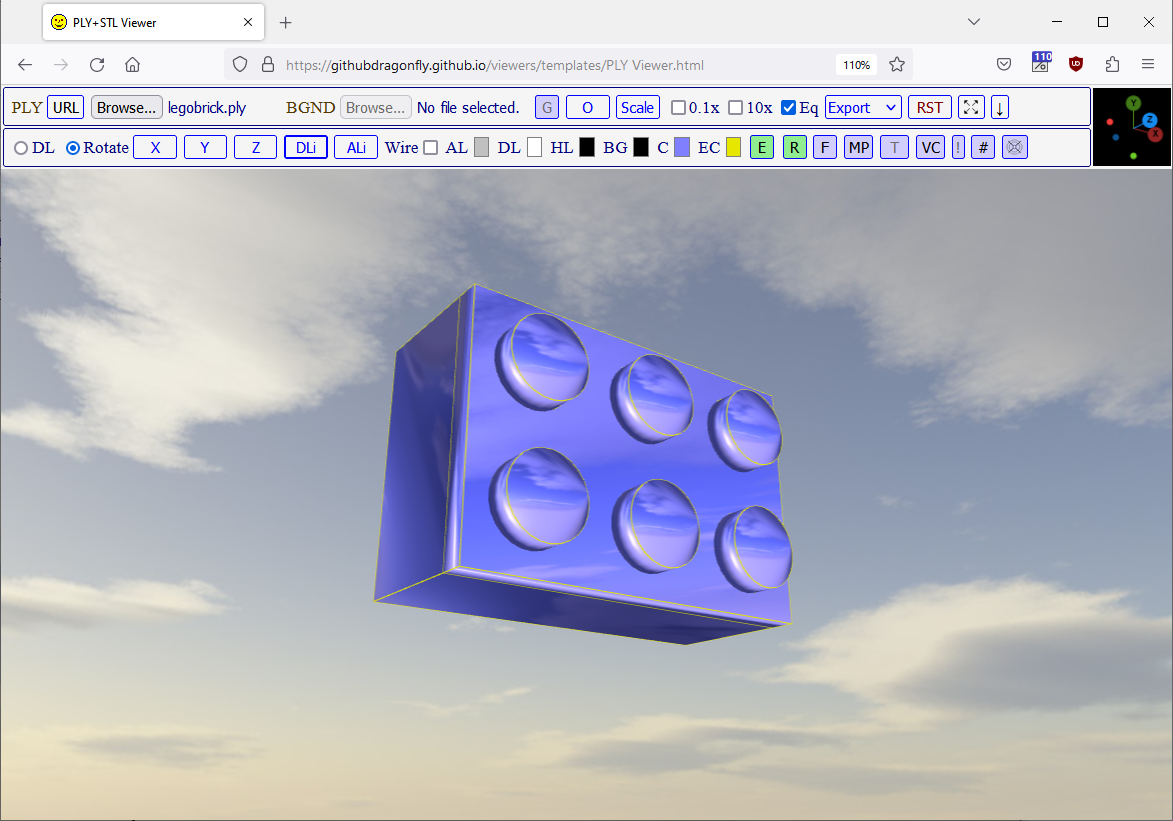 PLY+STL Viewer
https://githubdragonfly.github.io/viewers/templates/PLY Viewer.html 110% 110 UD
PLY URL Browse... legobrick.ply BGND Browse... No file selected. G O Scale 0.1x 10x Eq Export RST ↓
DL Rotate X Y Z DLi ALi Wire AL DL HL BG C EC E R F MP T VC ! #
Y
Z
X